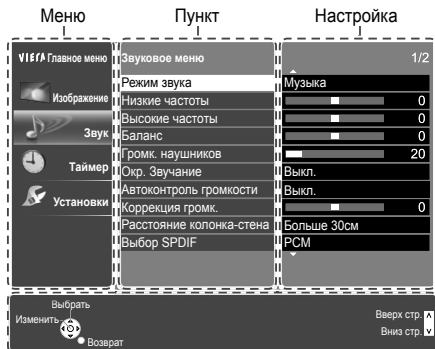 Меню Пункт Настройка
VIERA Главное меню Звуковое меню 1/2
Изображение
Звук
Таймер
Установки
Режим звука Музыка
Низкие частоты 0
Высокие частоты 0
Баланс 0
Громк. наушников 20
Окр. Звучание Выкл.
Автоконтроль громкости Выкл.
Коррекция громк. 0
Расстояние колонка-стена Больше 30см
Выбор SPDIF PCM
Выбрать
Изменить
Возврат
Вверх стр.
Вниз стр.